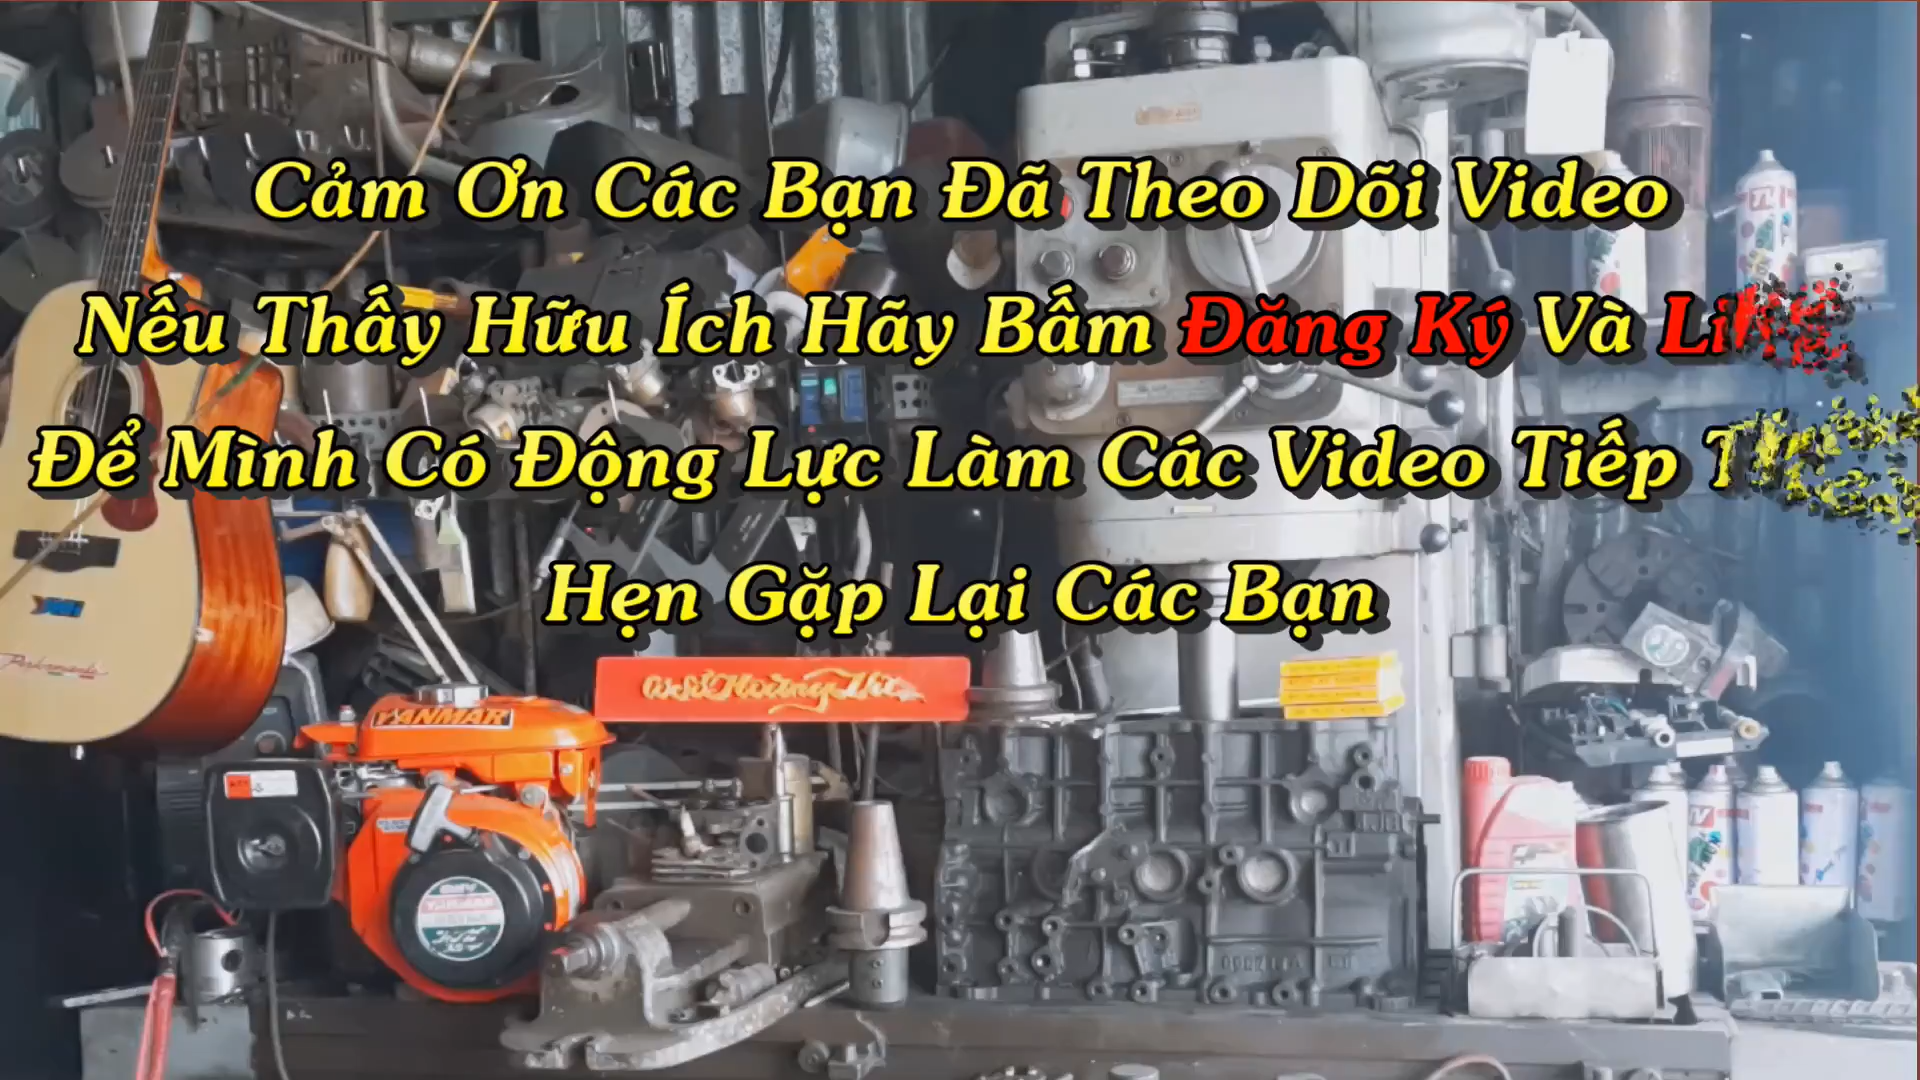 Cảm Ơn Các Bạn Đã Theo Dõi Video
Nếu Thấy Hữu Ích Hãy Bấm Đăng Ký Và
Để Mình Có Động Lực Làm Các Video Tiếp
Hẹn Gặp Lại Các Bạn
YANMAR